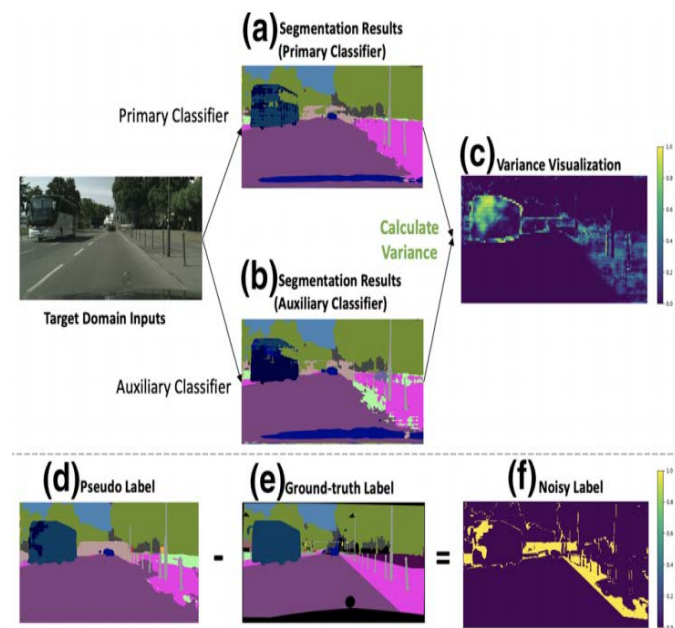 (a) Segmentation Results
(Primary Classifier)
Primary Classifier
(c) Variance Visualization
1.0
0.8
0.6
0.4
0.2
0.0
Calculate
Variance
Target Domain Inputs
(b) Segmentation Results
(Auxiliary Classifier)
Auxiliary Classifier
(d) Pseudo Label
-
(e) Ground-truth Label
=
(f) Noisy Label
1.0
0.8
0.6
0.4
0.2
0.0